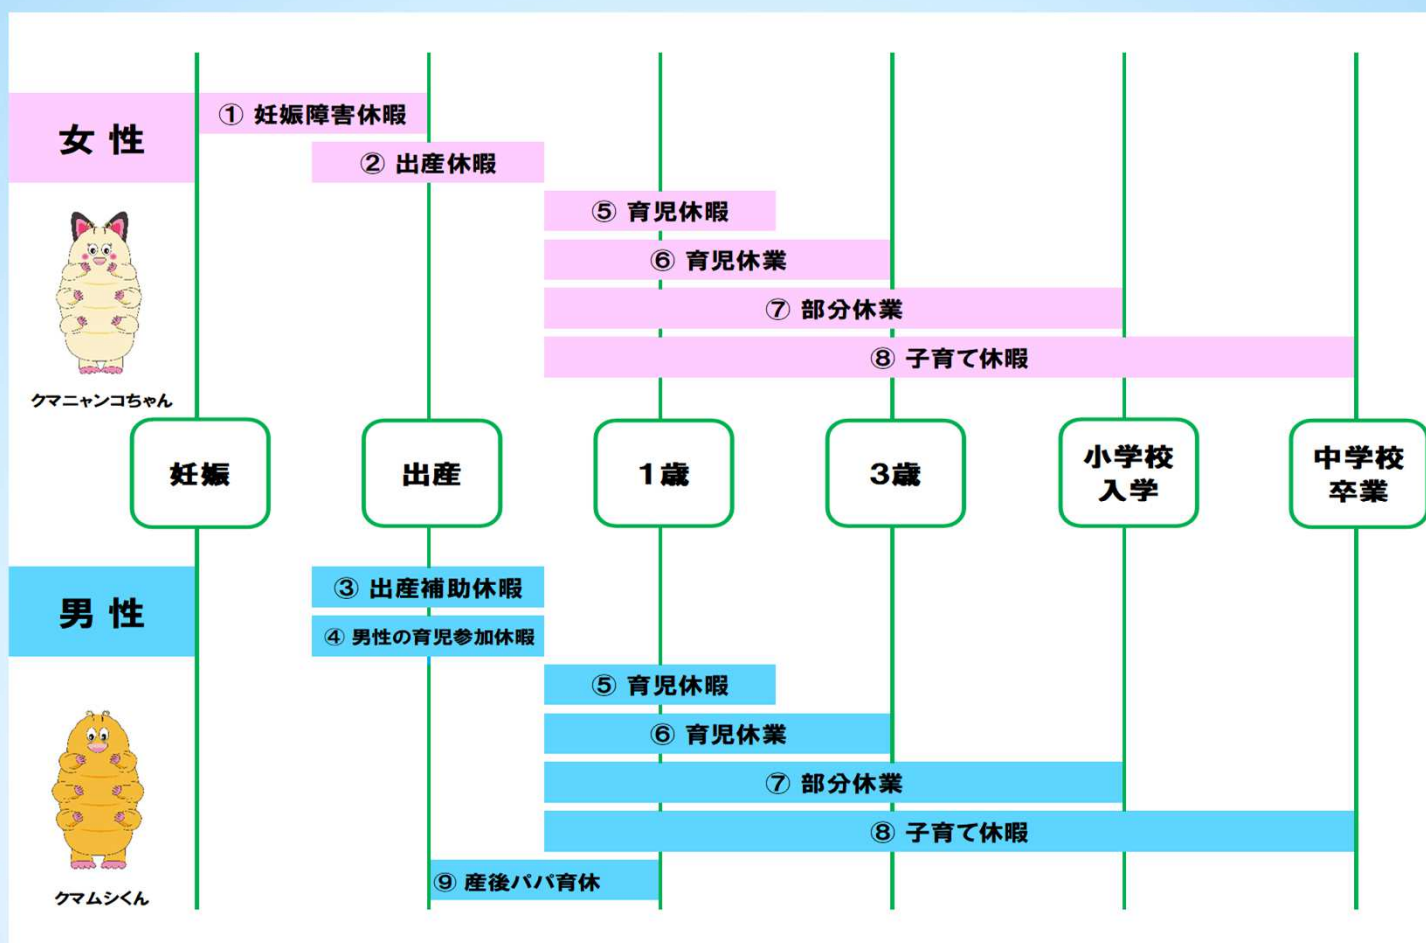 女性
① 妊娠障害休暇
② 出産休暇
⑤ 育児休暇
⑥ 育児休業
⑦ 部分休業
⑧ 子育て休暇
クマニャンコちゃん
妊娠
出産
1歳
3歳
小学校
入学
中学校
卒業
男性
③ 出産補助休暇
④ 男性の育児参加休暇
⑤ 育児休暇
⑥ 育児休業
⑦ 部分休業
⑧ 子育て休暇
⑨ 産後パパ育休
クマムシくん